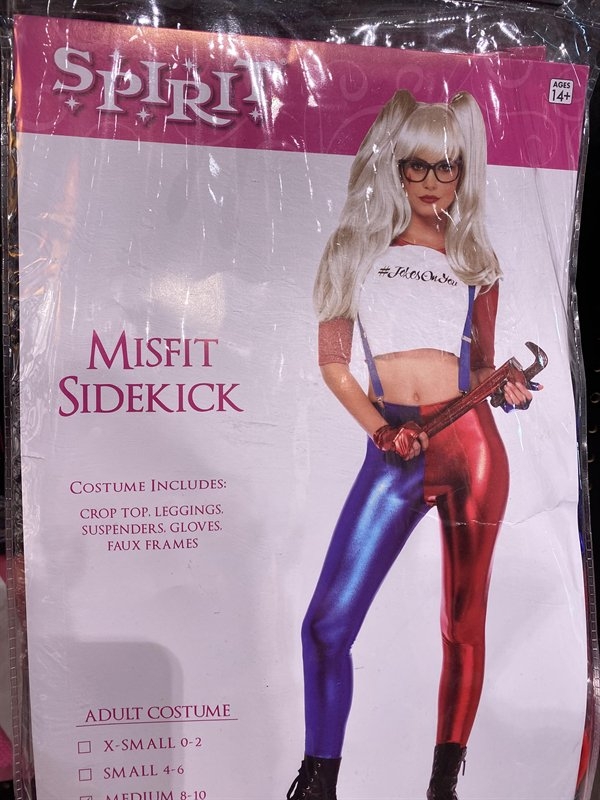 SPIRIT
AGES
14+
#JokesOnYou
MISFIT
SIDEKICK
COSTUME INCLUDES:
CROP TOP, LEGGINGS,
SUSPENDERS, GLOVES,
FAUX FRAMES
ADULT COSTUME
X-SMALL 0-2
SMALL 4-6
MEDIUM 8-10